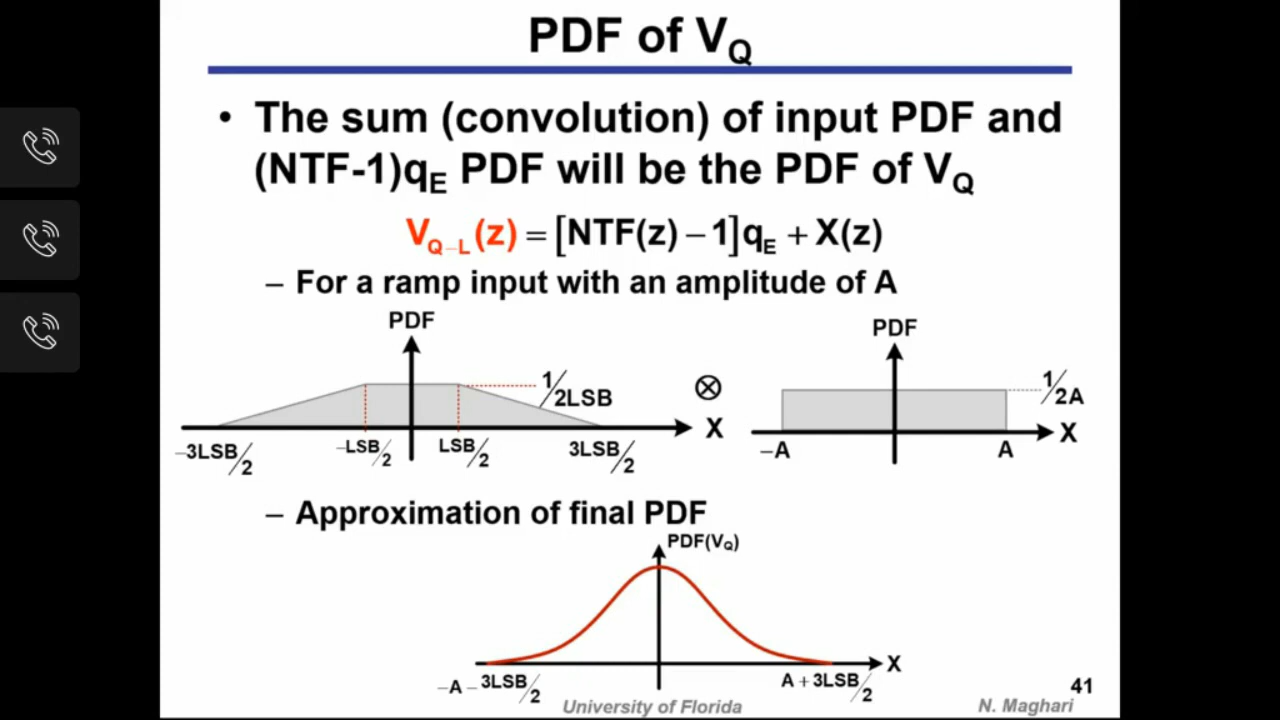 PDF of VQ
• The sum (convolution) of input PDF and
(NTF-1)qE PDF will be the PDF of VQ
VQ–L(z) = [NTF(z) – 1]qE + X(z)
– For a ramp input with an amplitude of A
PDF
PDF
1/2LSB
1/2A
⊗
X
X
–3LSB/2
–LSB/2
LSB/2
3LSB/2
–A
A
– Approximation of final PDF
PDF(VQ)
X
–A – 3LSB/2
A + 3LSB/2
41
University of Florida
N. Maghari